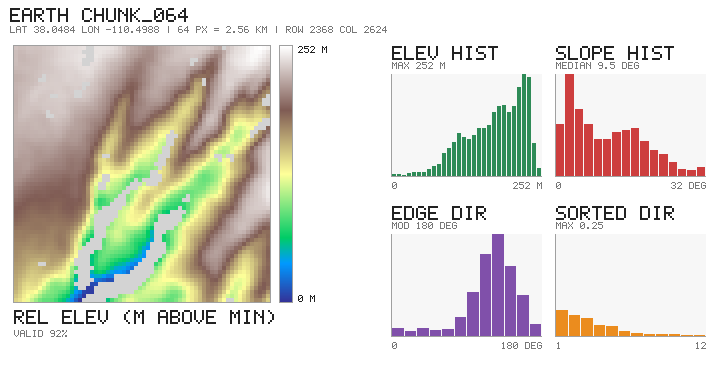 EARTH CHUNK_064
LAT 38.0484 LON -110.4988 | 64 PX = 2.56 KM | ROW 2368 COL 2624
252 M
0 M
REL ELEV (M ABOVE MIN)
VALID 92%
ELEV HIST
MAX 252 M
0 252 M
SLOPE HIST
MEDIAN 9.5 DEG
0 32 DEG
EDGE DIR
MOD 180 DEG
0 180 DEG
SORTED DIR
MAX 0.25
1 12